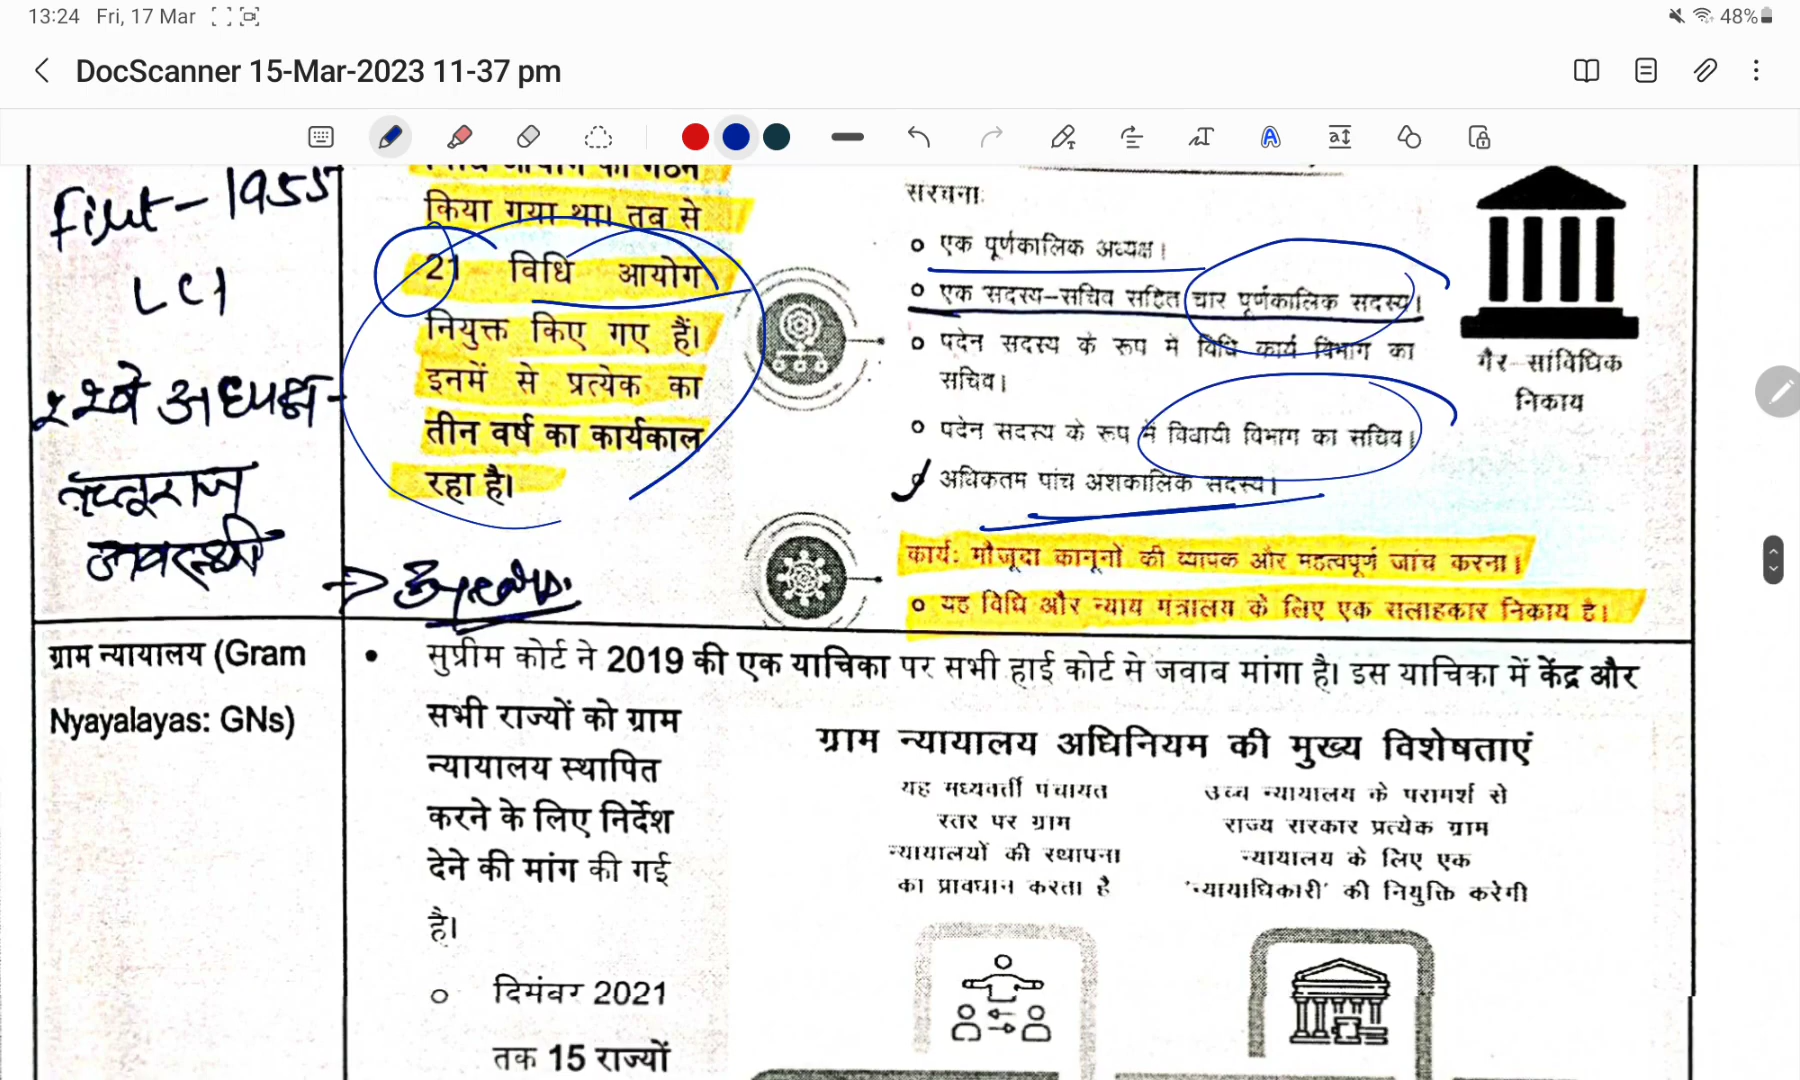 13:24 Fri, 17 Mar
48%
DocScanner 15-Mar-2023 11-37 pm
First - 1955
LCI
22वे अध्यक्ष -
ऋतुराज
अवस्थी
विधि आयोग का गठन
किया गया था। तब से
21 विधि आयोग
नियुक्त किए गए हैं।
इनमें से प्रत्येक का
तीन वर्ष का कार्यकाल
रहा है।
संरचनाः
एक पूर्णकालिक अध्यक्ष।
एक सदस्य-सचिव सहित चार पूर्णकालिक सदस्य।
पदेन सदस्य के रूप में विधि कार्य विभाग का
सचिव।
पदेन सदस्य के रूप में विधायी विभाग का सचिव।
अधिकतम पांच अंशकालिक सदस्य।
कार्यः मौजूदा कानूनों की व्यापक और महत्वपूर्ण जांच करना।
यह विधि और न्याय मंत्रालय के लिए एक सलाहकार निकाय है।
गैर-सांविधिक
निकाय
ग्राम न्यायालय (Gram
Nyayalayas: GNs)
• सुप्रीम कोर्ट ने 2019 की एक याचिका पर सभी हाई कोर्ट से जवाब मांगा है। इस याचिका में केंद्र और
सभी राज्यों को ग्राम
न्यायालय स्थापित
करने के लिए निर्देश
देने की मांग की गई
है।
दिसंबर 2021
तक 15 राज्यों
ग्राम न्यायालय अधिनियम की मुख्य विशेषताएं
यह मध्यवर्ती पंचायत
स्तर पर ग्राम
न्यायालयों की स्थापना
का प्रावधान करता है
उच्च न्यायालय के परामर्श से
राज्य सरकार प्रत्येक ग्राम
न्यायालय के लिए एक
'न्यायाधिकारी' की नियुक्ति करेगी